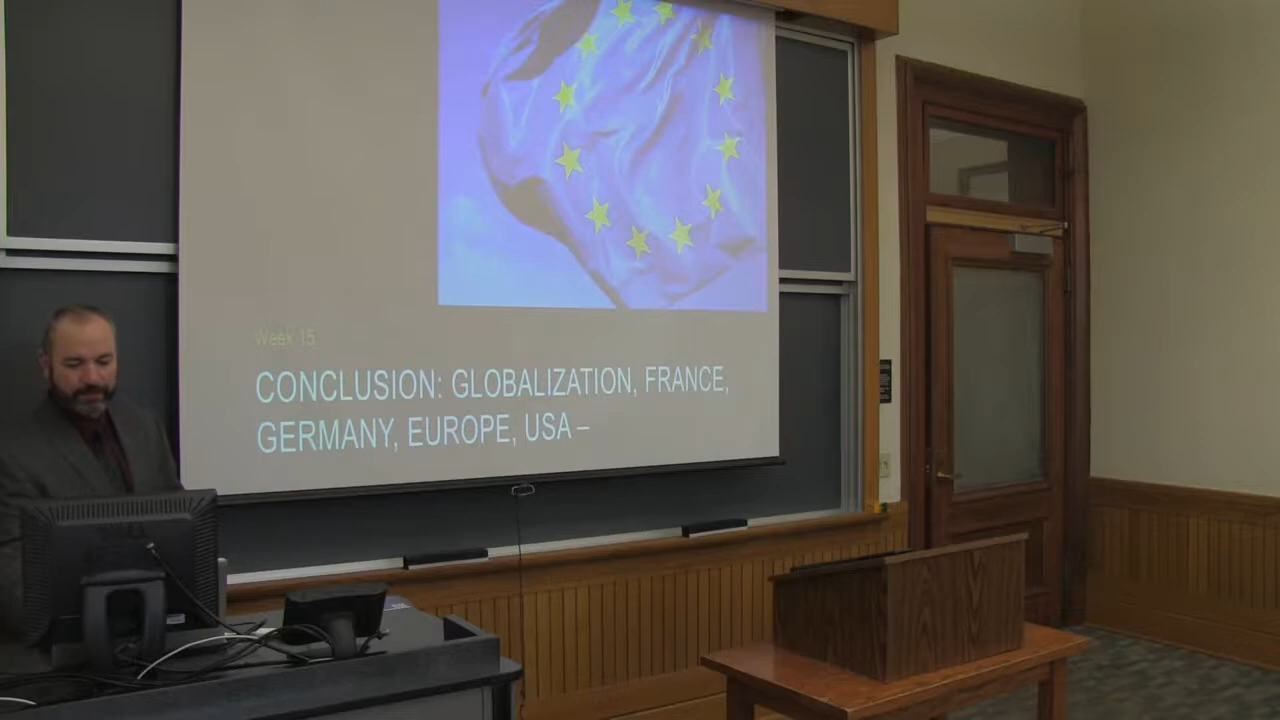 Week 15
CONCLUSION: GLOBALIZATION, FRANCE,
GERMANY, EUROPE, USA –